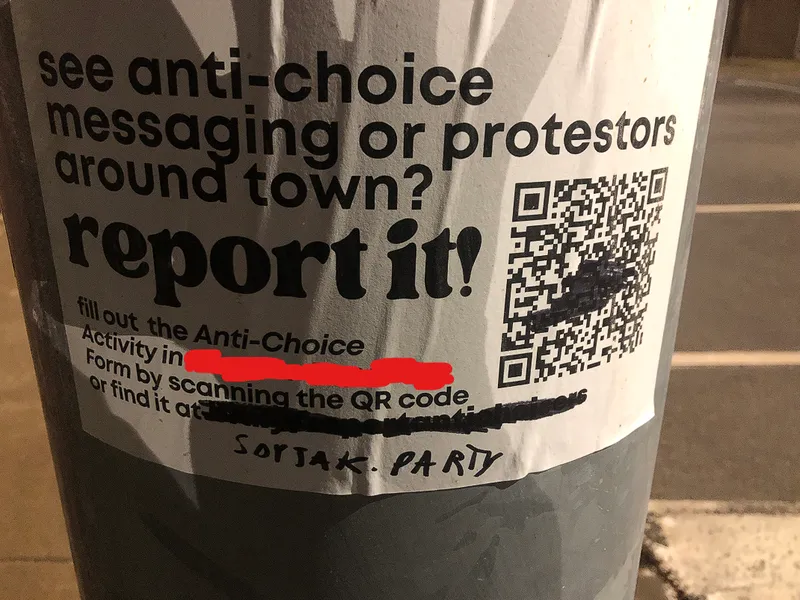 see anti-choice
messaging or protestors
around town?
report it!
fill out the Anti-Choice
Activity in
Form by scanning the QR code
or find it at
SOYJAK. PARTY